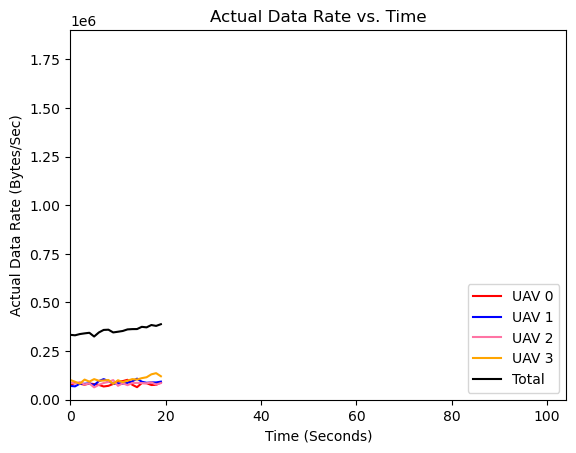 Actual Data Rate vs. Time
1e6
1.75
1.50
1.25
1.00
0.75
0.50
0.25
0.00
Actual Data Rate (Bytes/Sec)
0 20 40 60 80 100
Time (Seconds)
UAV 0
UAV 1
UAV 2
UAV 3
Total